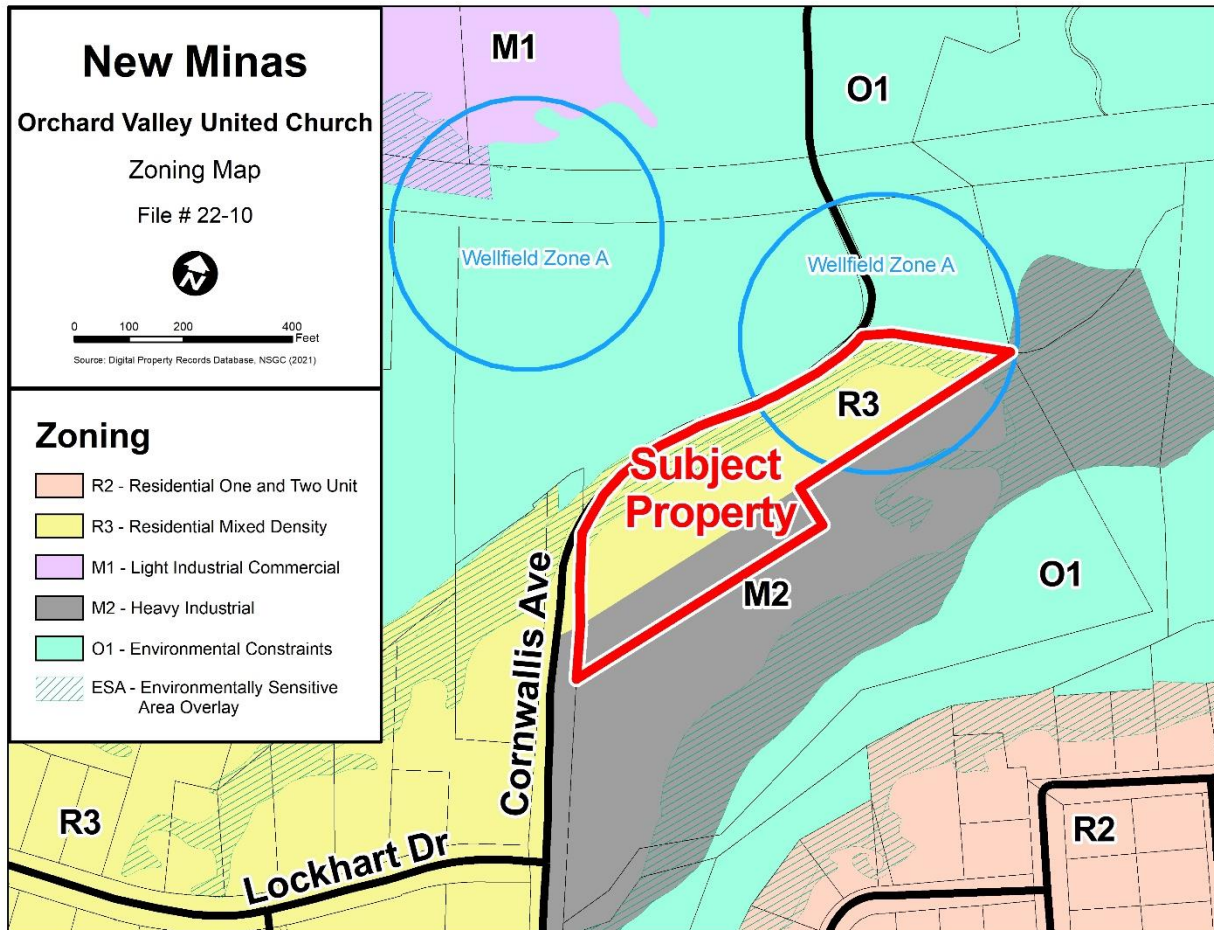 New Minas
Orchard Valley United Church
Zoning Map
File # 22-10
N
0 100 200 400
Feet
Source: Digital Property Records Database, NSGC (2021)
Zoning
R2 - Residential One and Two Unit
R3 - Residential Mixed Density
M1 - Light Industrial Commercial
M2 - Heavy Industrial
O1 - Environmental Constraints
ESA - Environmentally Sensitive
Area Overlay
M1
O1
Wellfield Zone A
Wellfield Zone A
R3
Subject
Property
M2
O1
Cornwallis Ave
R3
Lockhart Dr
R2